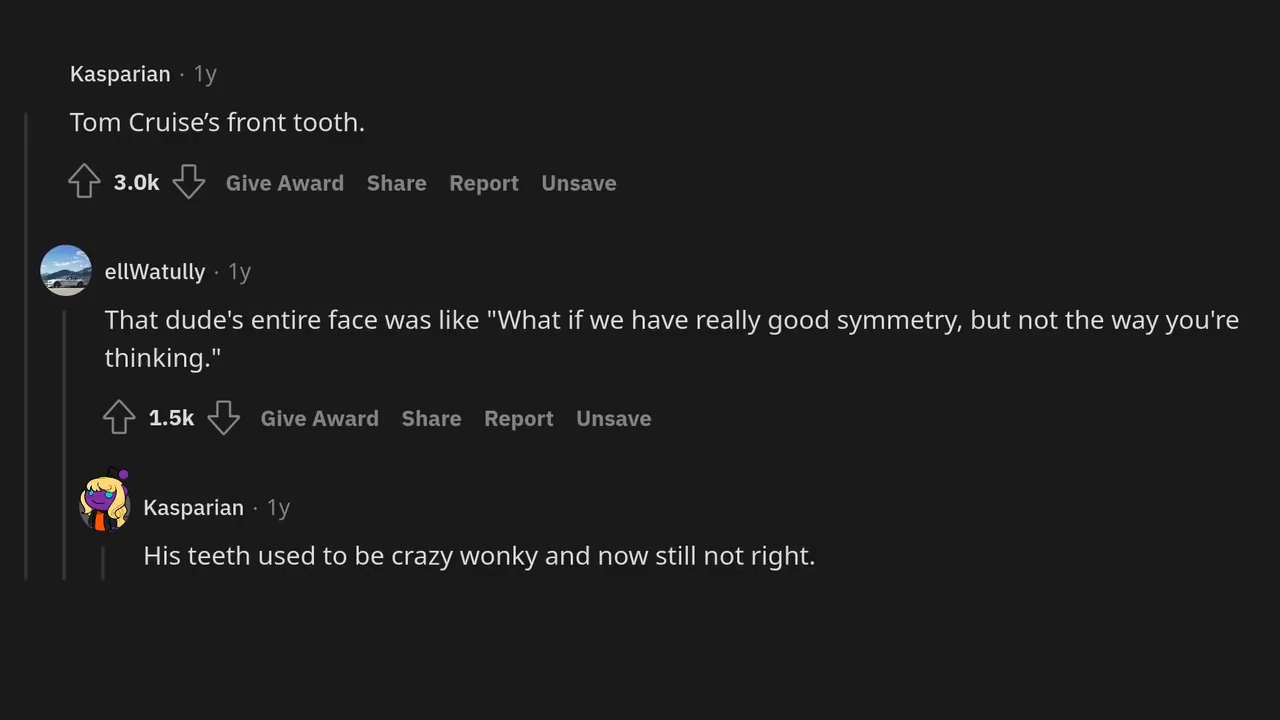 Kasparian · 1y
Tom Cruise’s front tooth.
3.0k Give Award Share Report Unsave
ellWatully · 1y
That dude's entire face was like "What if we have really good symmetry, but not the way you're
thinking."
1.5k Give Award Share Report Unsave
Kasparian · 1y
His teeth used to be crazy wonky and now still not right.